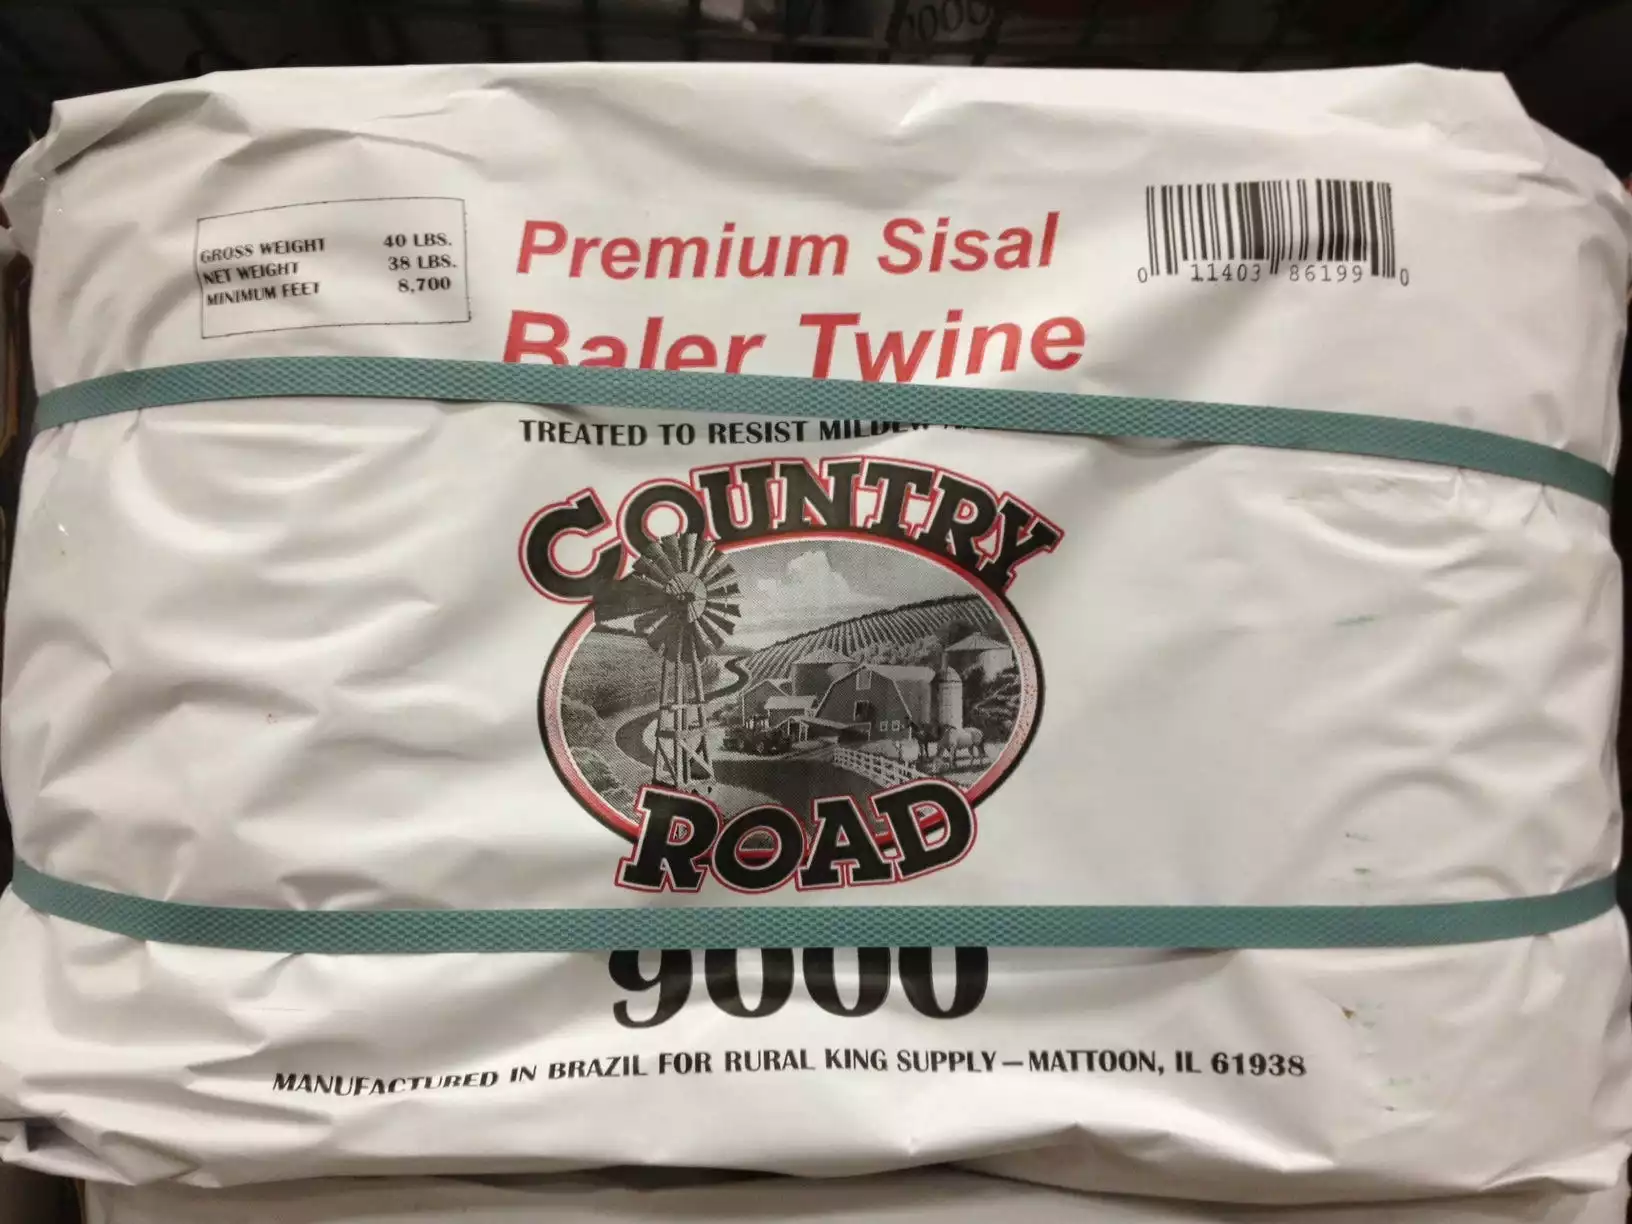 GROSS WEIGHT 40 LBS.
NET WEIGHT 38 LBS.
MINIMUM FEET 8,700
Premium Sisal
Baler Twine
0 11403 86199 0
TREATED TO RESIST MILDEW
COUNTRY
ROAD
9000
MANUFACTURED IN BRAZIL FOR RURAL KING SUPPLY—MATTOON, IL 61938